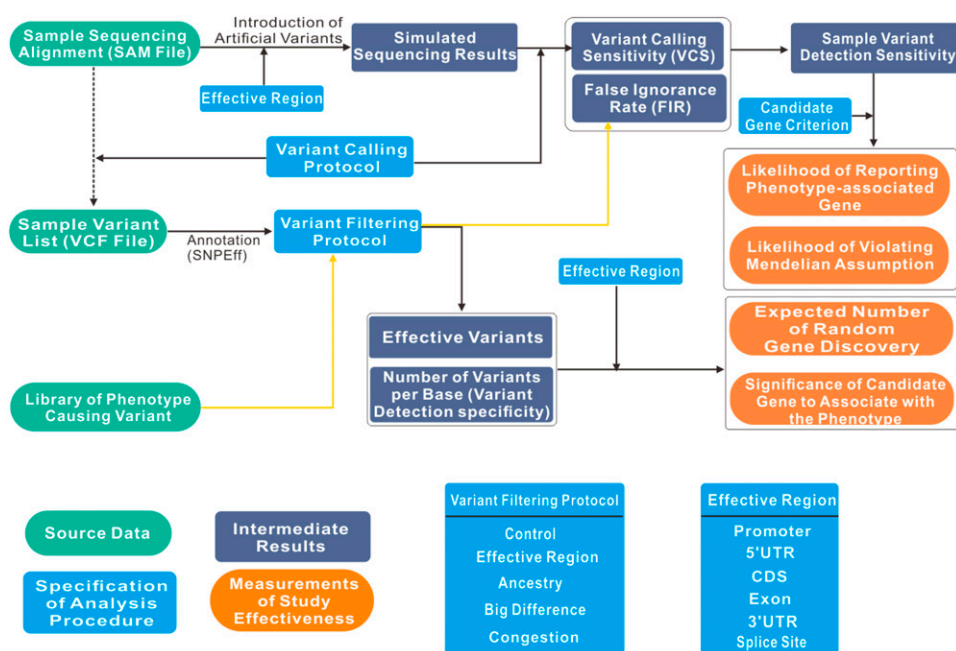 Sample Sequencing
Alignment (SAM File)
Introduction of
Artificial Variants
Simulated
Sequencing Results
Variant Calling
Sensitivity (VCS)
False Ignorance
Rate (FIR)
Sample Variant
Detection Sensitivity
Effective Region
Candidate
Gene Criterion
Variant Calling
Protocol
Likelihood of Reporting
Phenotype-associated
Gene
Likelihood of Violating
Mendelian Assumption
Sample Variant
List (VCF File)
Annotation
(SNPEff)
Variant Filtering
Protocol
Effective Region
Expected Number
of Random
Gene Discovery
Significance of Candidate
Gene to Associate with
the Phenotype
Effective Variants
Number of Variants
per Base (Variant
Detection specificity)
Library of Phenotype
Causing Variant
Source Data
Intermediate
Results
Specification
of Analysis
Procedure
Measurements
of Study
Effectiveness
Variant Filtering Protocol
Control
Effective Region
Ancestry
Big Difference
Congestion
Effective Region
Promoter
5'UTR
CDS
Exon
3'UTR
Splice Site